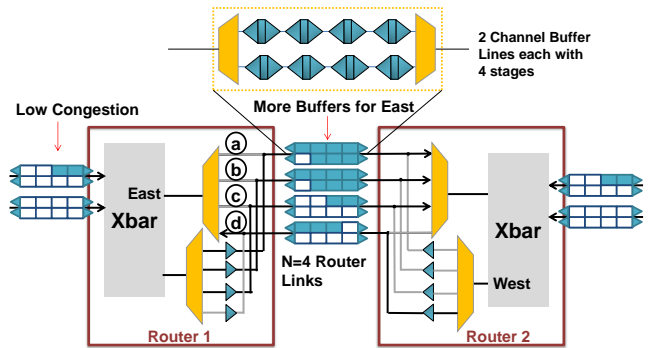 2 Channel Buffer
Lines each with
4 stages
Low Congestion
More Buffers for East
a
b
c
d
East
Xbar
Xbar
West
N=4 Router
Links
Router 1
Router 2